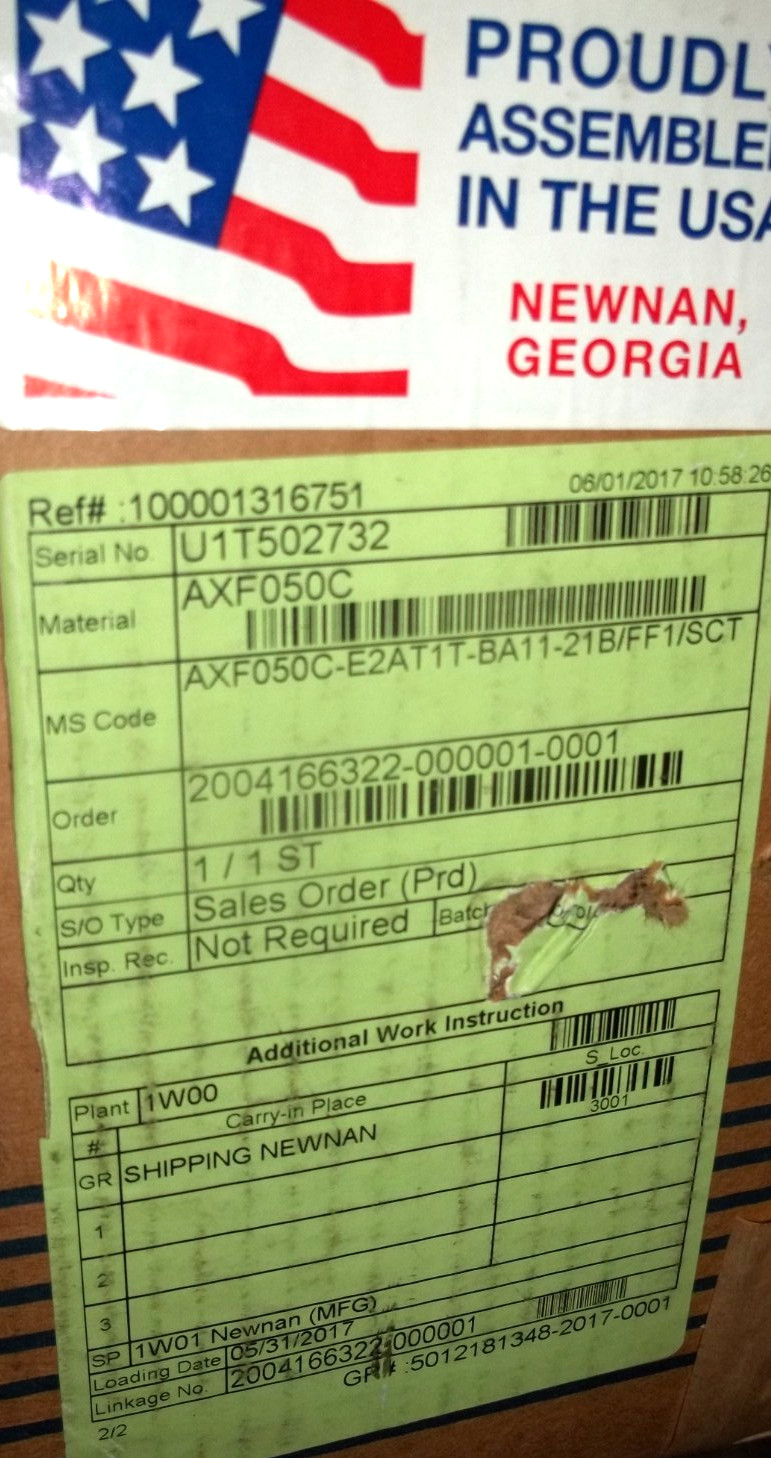 PROUDLY
ASSEMBLED
IN THE USA
NEWNAN,
GEORGIA
Ref# :100001316751 06/01/2017 10:58:26
Serial No. U1T502732
Material AXF050C
MS Code AXF050C-E2AT1T-BA11-21B/FF1/SCT
Order 2004166322-000001-0001
Qty 1 / 1 ST
S/O Type Sales Order (Prd)
Insp. Rec. Not Required Batch
Additional Work Instruction
Plant 1W00 S_Loc.
# Carry-in Place 3001
GR SHIPPING NEWNAN
1
2
3
SP 1W01 Newnan (MFG)
Loading Date 05/31/2017
Linkage No. 2004166322-000001
GR# :5012181348-2017-0001
2/2